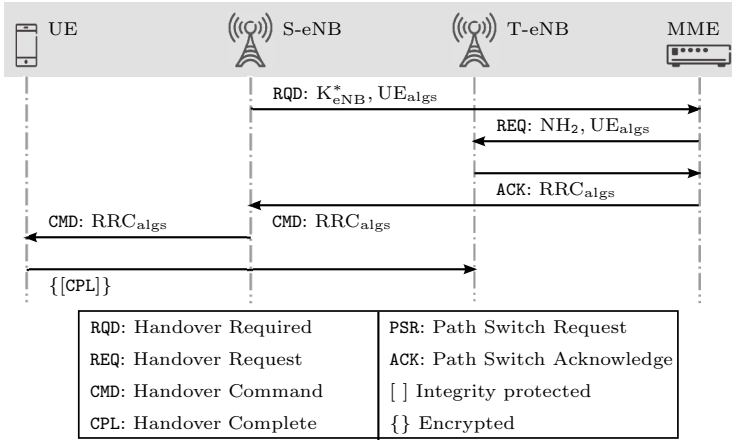 UE
S-eNB
T-eNB
MME
RQD: K*eNB, UEalgs
REQ: NH2, UEalgs
ACK: RRCalgs
CMD: RRCalgs
CMD: RRCalgs
{[CPL]}
RQD: Handover Required
REQ: Handover Request
CMD: Handover Command
CPL: Handover Complete
PSR: Path Switch Request
ACK: Path Switch Acknowledge
[ ] Integrity protected
{} Encrypted